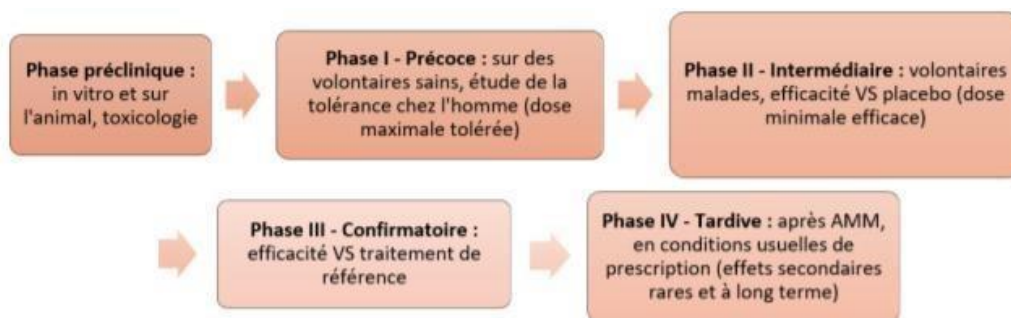 Phase préclinique :
in vitro et sur
l'animal, toxicologie
Phase I - Précoce : sur des
volontaires sains, étude de la
tolérance chez l'homme (dose
maximale tolérée)
Phase II - Intermédiaire : volontaires
malades, efficacité VS placebo (dose
minimale efficace)
Phase III - Confirmatoire :
efficacité VS traitement de
référence
Phase IV - Tardive : après AMM,
en conditions usuelles de
prescription (effets secondaires
rares et à long terme)